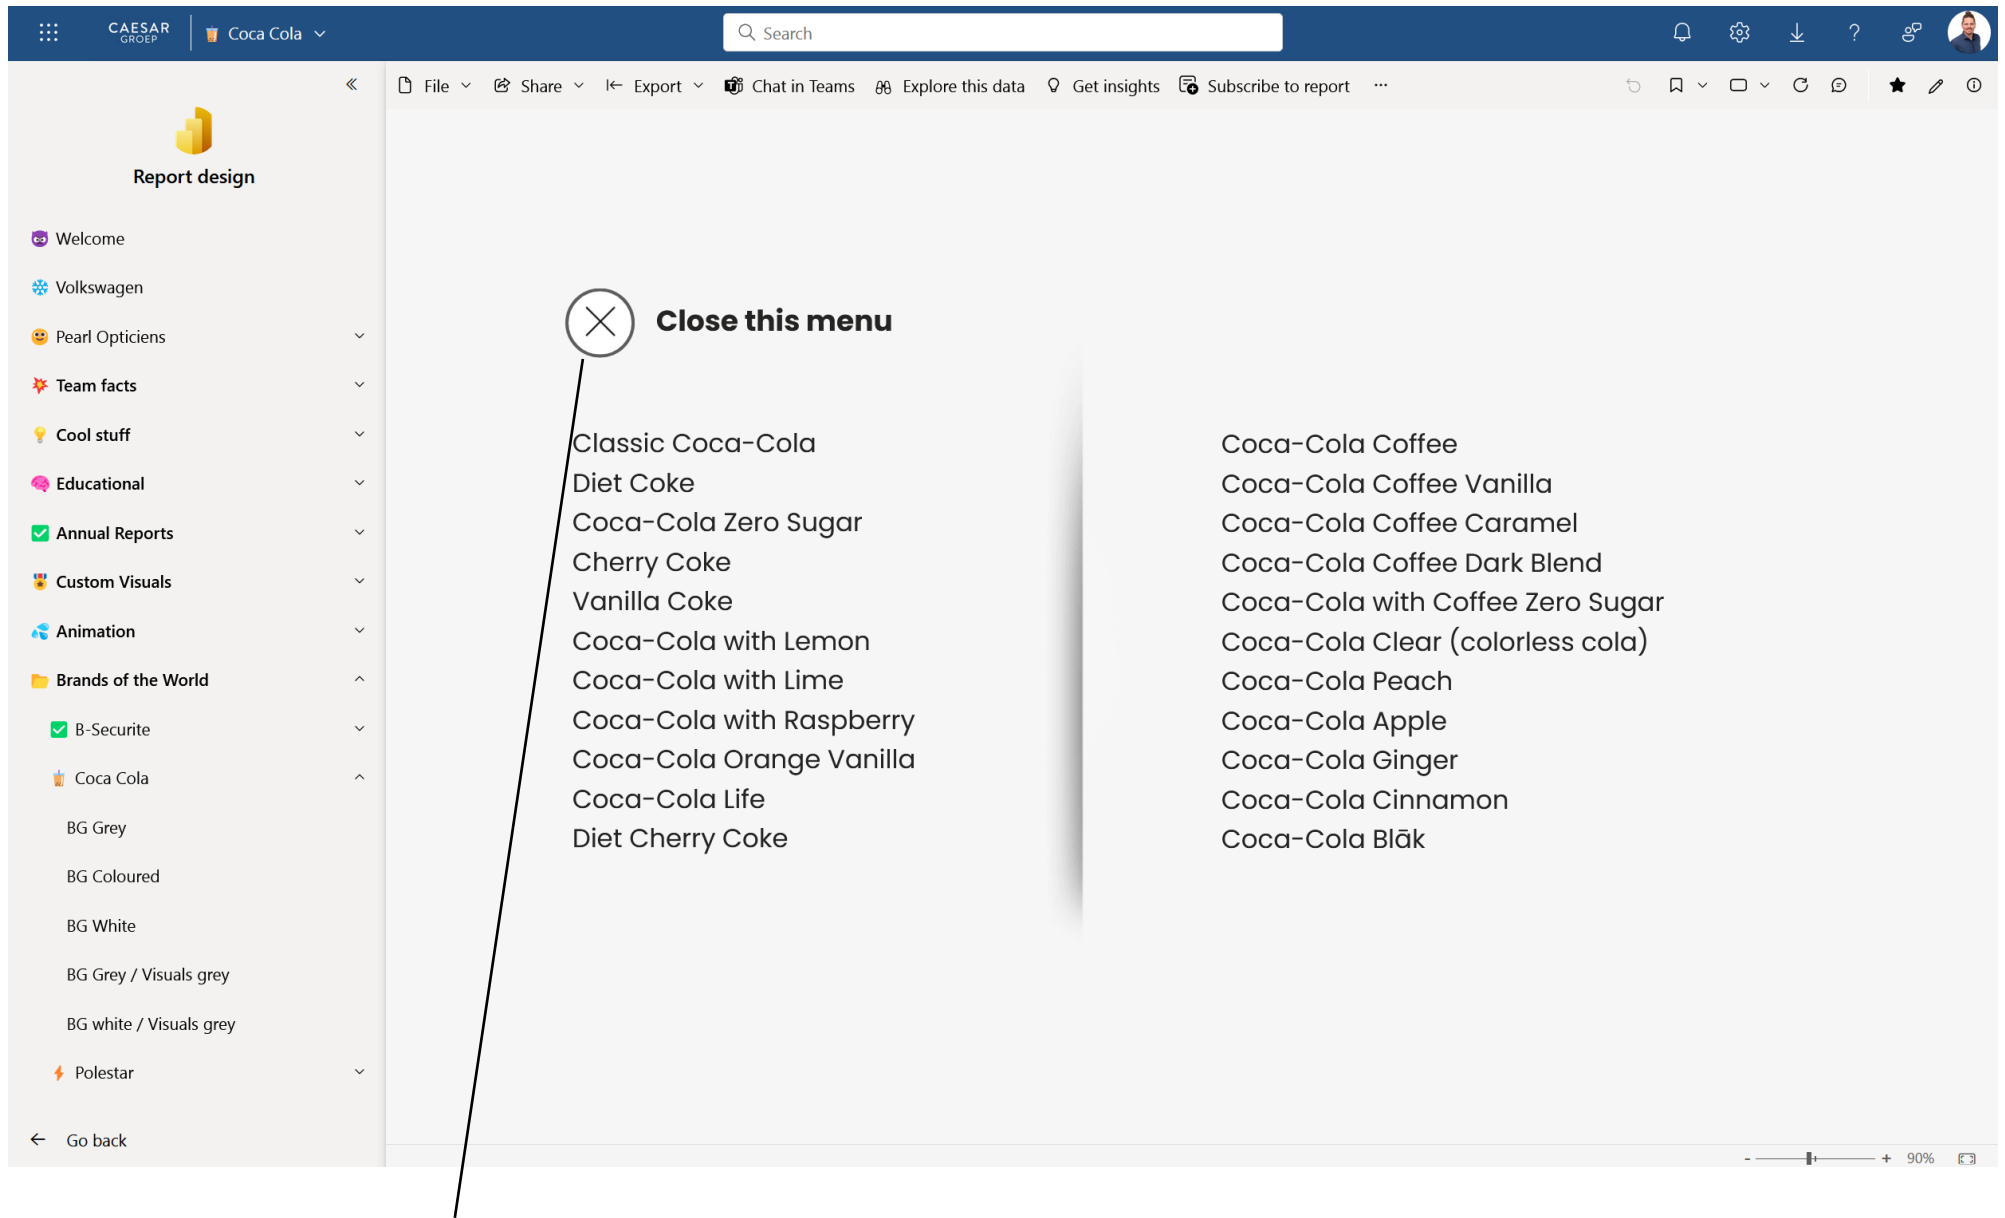 CAESAR
GROEP
Coca Cola
Search
File
Share
Export
Chat in Teams
Explore this data
Get insights
Subscribe to report
Report design
Welcome
Volkswagen
Pearl Opticiens
Team facts
Cool stuff
Educational
Annual Reports
Custom Visuals
Animation
Brands of the World
B-Securite
Coca Cola
BG Grey
BG Coloured
BG White
BG Grey / Visuals grey
BG white / Visuals grey
Polestar
Go back
Close this menu
Classic Coca-Cola
Diet Coke
Coca-Cola Zero Sugar
Cherry Coke
Vanilla Coke
Coca-Cola with Lemon
Coca-Cola with Lime
Coca-Cola with Raspberry
Coca-Cola Orange Vanilla
Coca-Cola Life
Diet Cherry Coke
Coca-Cola Coffee
Coca-Cola Coffee Vanilla
Coca-Cola Coffee Caramel
Coca-Cola Coffee Dark Blend
Coca-Cola with Coffee Zero Sugar
Coca-Cola Clear (colorless cola)
Coca-Cola Peach
Coca-Cola Apple
Coca-Cola Ginger
Coca-Cola Cinnamon
Coca-Cola Blāk
- + 90%